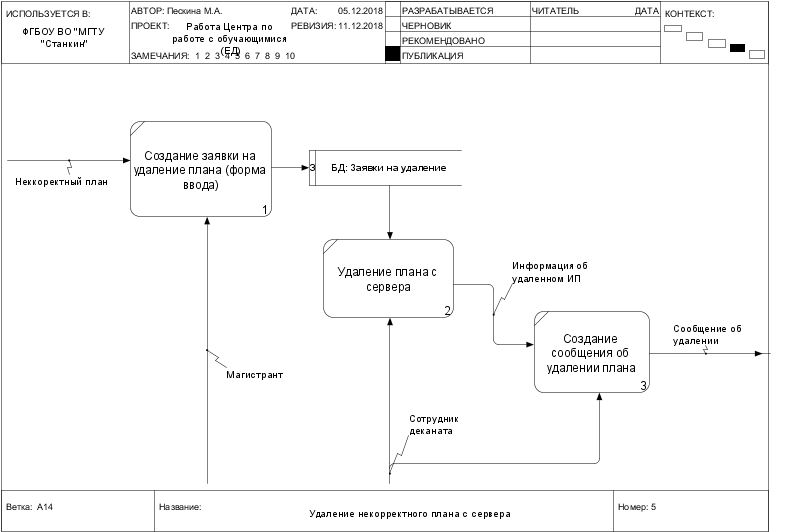 ИСПОЛЬЗУЕТСЯ В:
ФГБОУ ВО "МГТУ
"Станкин"
АВТОР: Пескина М.А.
ДАТА: 05.12.2018
ПРОЕКТ: Работа Центра по
работе с обучающимися
(ЕД)
РЕВИЗИЯ: 11.12.2018
ЗАМЕЧАНИЯ: 1 2 3 4 5 6 7 8 9 10
РАЗРАБАТЫВАЕТСЯ
ЧЕРНОВИК
РЕКОМЕНДОВАНО
ПУБЛИКАЦИЯ
ЧИТАТЕЛЬ ДАТА
КОНТЕКСТ:
Неккоректный план
Создание заявки на
удаление плана (форма
ввода)
1
3 БД: Заявки на удаление
Удаление плана с
сервера
2
Информация об
удаленном ИП
Создание
сообщения об
удалении плана
3
Сообщение об
удалении
Магистрант
Сотрудник
деканата
Ветка: A14
Название:
Удаление некорректного плана с сервера
Номер: 5